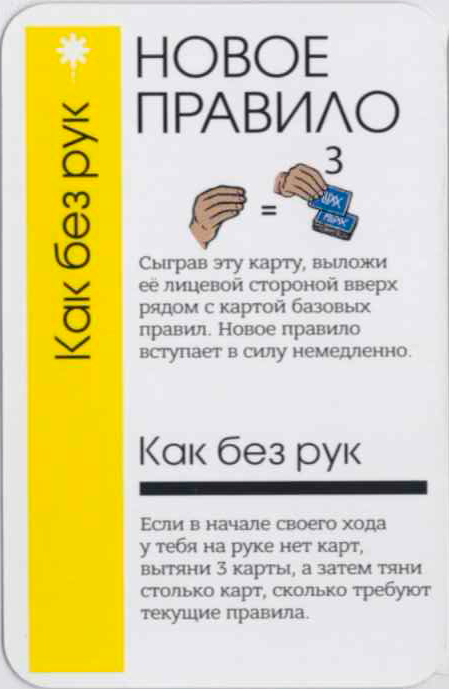 Как без рук
НОВОЕ
ПРАВИЛО
3
=
Сыграв эту карту, выложи
её лицевой стороной вверх
рядом с картой базовых
правил. Новое правило
вступает в силу немедленно.
Как без рук
Если в начале своего хода
у тебя на руке нет карт,
вытяни 3 карты, а затем тяни
столько карт, сколько требуют
текущие правила.